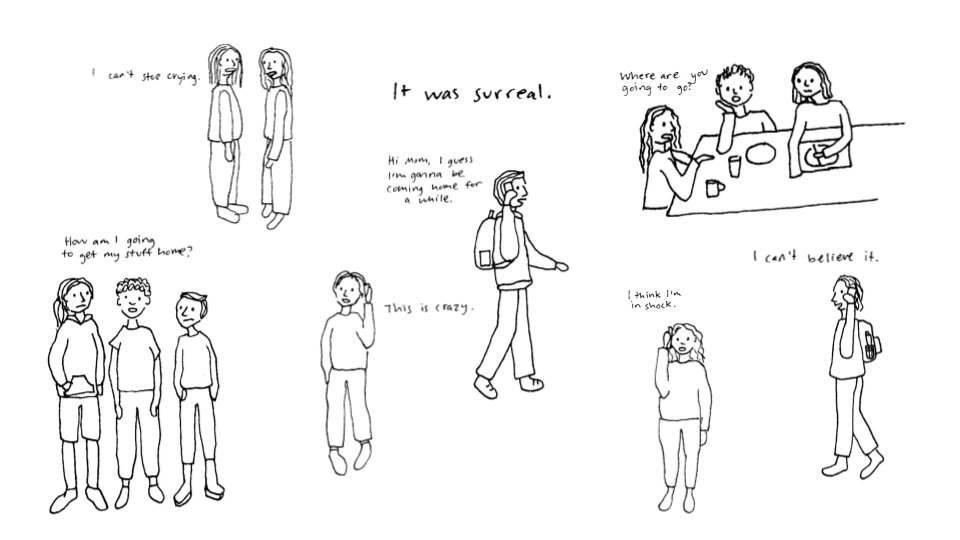 I can't stop crying.
It was surreal.
Where are you
going to go?
Hi Mom, I guess
I'm gonna be
coming home for
a while.
How am I going
to get my stuff home?
This is crazy.
I think I'm
in shock.
I can't believe it.